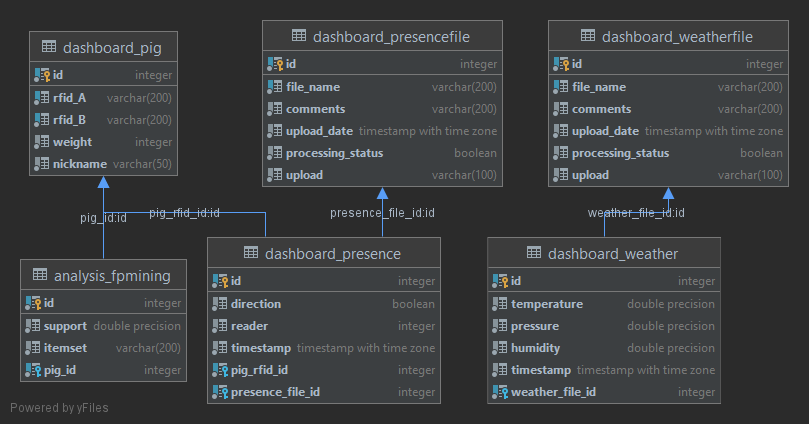 dashboard_pig
id integer
rfid_A varchar(200)
rfid_B varchar(200)
weight integer
nickname varchar(50)
dashboard_presencefile
id integer
file_name varchar(200)
comments varchar(200)
upload_date timestamp with time zone
processing_status boolean
upload varchar(100)
dashboard_weatherfile
id integer
file_name varchar(200)
comments varchar(200)
upload_date timestamp with time zone
processing_status boolean
upload varchar(100)
pig_id:id
pig_rfid_id:id
presence_file_id:id
weather_file_id:id
analysis_fpmining
id integer
support double precision
itemset varchar(200)
pig_id integer
dashboard_presence
id integer
direction boolean
reader integer
timestamp timestamp with time zone
pig_rfid_id integer
presence_file_id integer
dashboard_weather
id integer
temperature double precision
pressure double precision
humidity double precision
timestamp timestamp with time zone
weather_file_id integer
Powered by yFiles